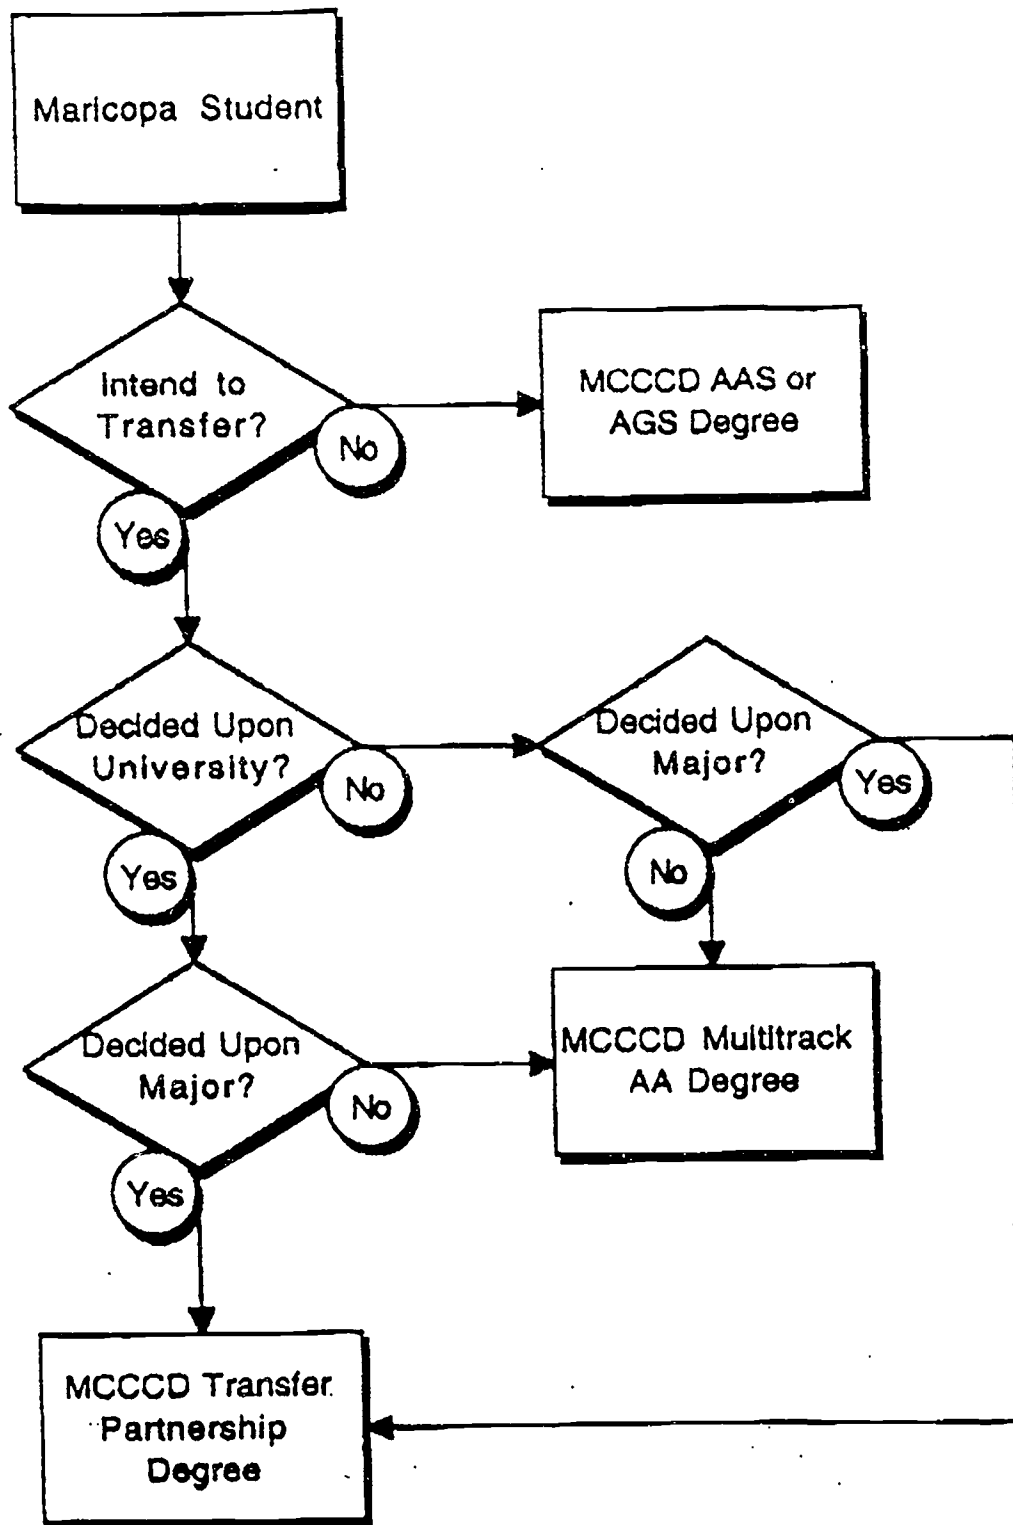 Maricopa Student
Intend to
Transfer?
No
Yes
MCCCD AAS or
AGS Degree
Decided Upon
University?
No
Yes
Decided Upon
Major?
Yes
No
Decided Upon
Major?
No
Yes
MCCCD Multitrack
AA Degree
MCCCD Transfer
Partnership
Degree